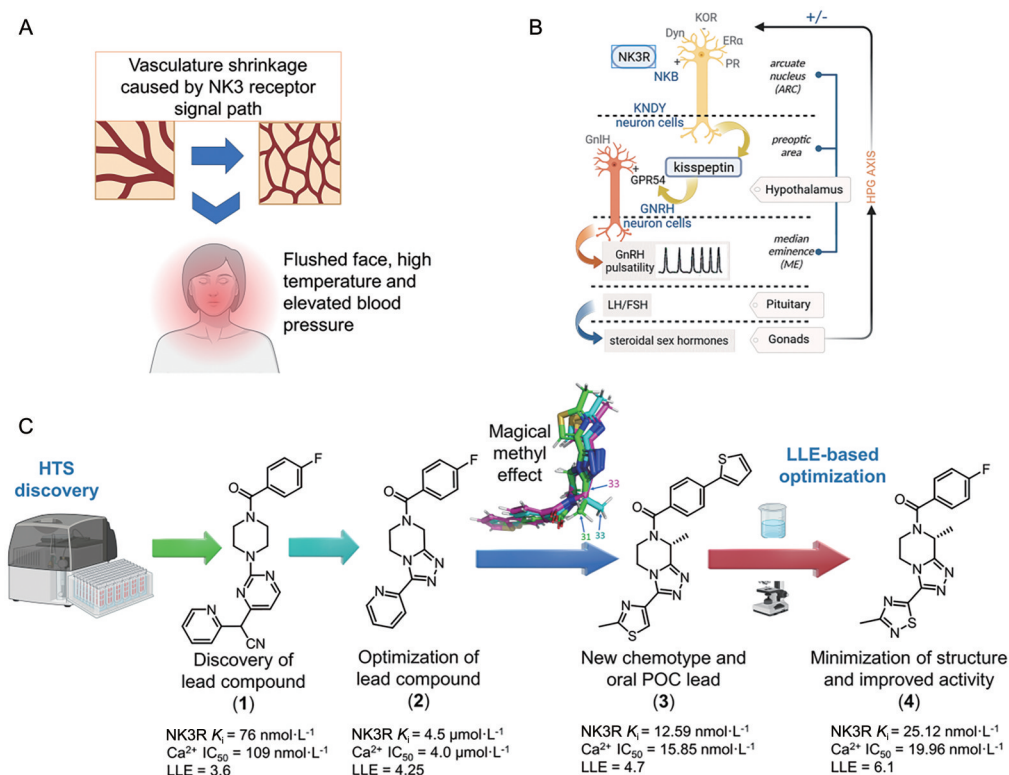 A
Vasculature shrinkage
caused by NK3 receptor
signal path
Flushed face, high
temperature and
elevated blood
pressure
B
+/-
KOR
Dyn
ERα
NK3R
+
PR
NKB
arcuate
nucleus
(ARC)
KNDY
neuron cells
GnIH
preoptic
area
kisspeptin
+
GPR54
Hypothalamus
HPG AXIS
GNRH
neuron cells
GnRH
pulsatility
median
eminence
(ME)
LH/FSH
Pituitary
steroidal sex hormones
Gonads
C
HTS
discovery
F
O
N
N
N
N
N
CN
Discovery of
lead compound
(1)
NK3R Ki = 76 nmol·L-1
Ca2+ IC50 = 109 nmol·L-1
LLE = 3.6
F
O
N
N
N
N
N
Optimization of
lead compound
(2)
NK3R Ki = 4.5 μmol·L-1
Ca2+ IC50 = 4.0 μmol·L-1
LLE = 4.25
Magical
methyl
effect
33
31
33
S
O
N
N
N
N
N
S
New chemotype and
oral POC lead
(3)
NK3R Ki = 12.59 nmol·L-1
Ca2+ IC50 = 15.85 nmol·L-1
LLE = 4.7
LLE-based
optimization
F
O
N
N
N
N
N
S
N
Minimization of structure
and improved activity
(4)
NK3R Ki = 25.12 nmol·L-1
Ca2+ IC50 = 19.96 nmol·L-1
LLE = 6.1